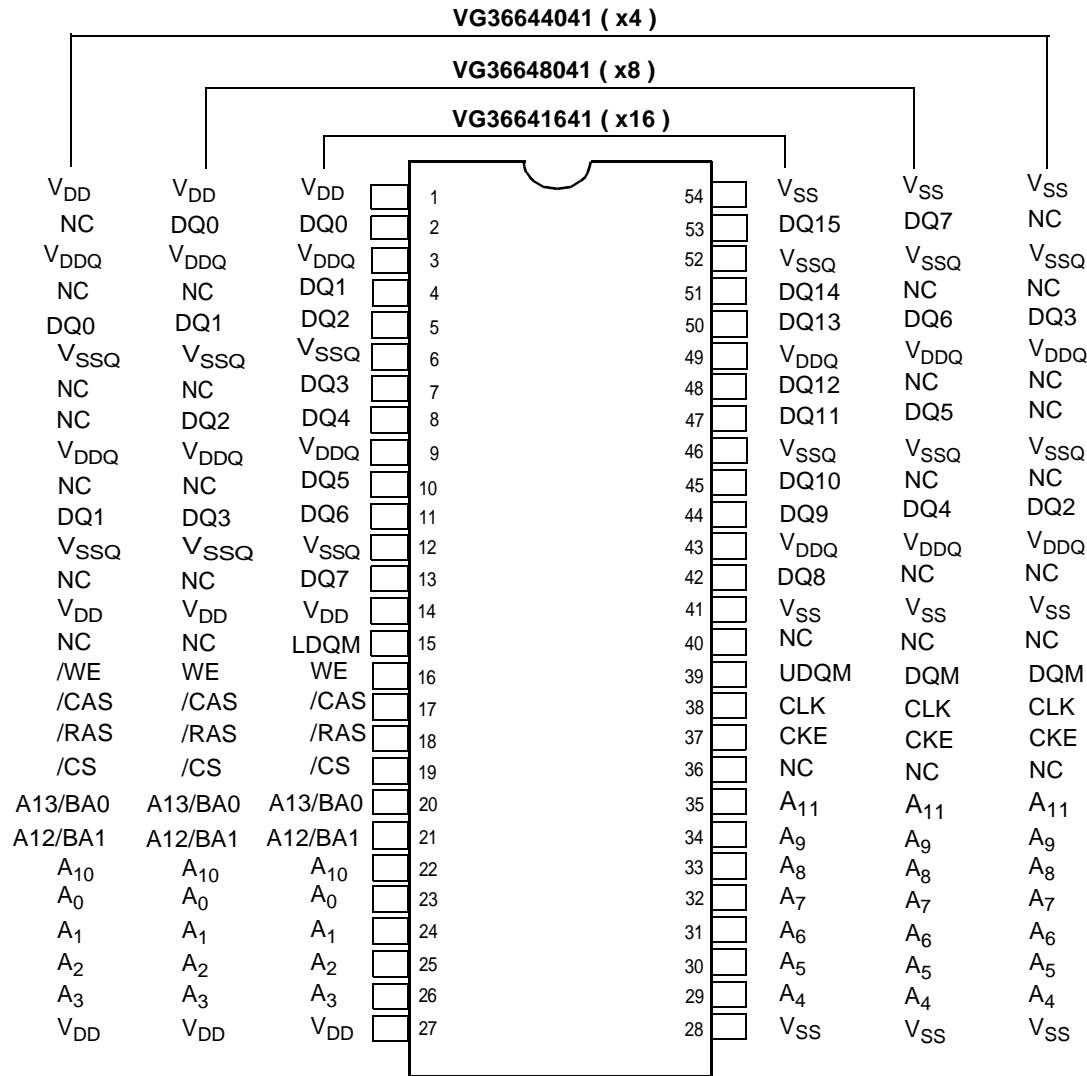 VG36644041 ( x4 )
VG36648041 ( x8 )
VG36641641 ( x16 )
VDD VDD VDD 1 54 VSS VSS VSS
NC DQ0 DQ0 2 53 DQ15 DQ7 NC
VDDQ VDDQ VDDQ 3 52 VSSQ VSSQ VSSQ
NC NC DQ1 4 51 DQ14 NC NC
DQ0 DQ1 DQ2 5 50 DQ13 DQ6 DQ3
VSSQ VSSQ VSSQ 6 49 VDDQ VDDQ VDDQ
NC NC DQ3 7 48 DQ12 NC NC
NC DQ2 DQ4 8 47 DQ11 DQ5 NC
VDDQ VDDQ VDDQ 9 46 VSSQ VSSQ VSSQ
NC NC DQ5 10 45 DQ10 NC NC
DQ1 DQ3 DQ6 11 44 DQ9 DQ4 DQ2
VSSQ VSSQ VSSQ 12 43 VDDQ VDDQ VDDQ
NC NC DQ7 13 42 DQ8 NC NC
VDD VDD VDD 14 41 VSS VSS VSS
NC NC LDQM 15 40 NC NC NC
/WE WE WE 16 39 UDQM DQM DQM
/CAS /CAS /CAS 17 38 CLK CLK CLK
/RAS /RAS /RAS 18 37 CKE CKE CKE
/CS /CS /CS 19 36 NC NC NC
A13/BA0 A13/BA0 A13/BA0 20 35 A11 A11 A11
A12/BA1 A12/BA1 A12/BA1 21 34 A9 A9 A9
A10 A10 A10 22 33 A8 A8 A8
A0 A0 A0 23 32 A7 A7 A7
A1 A1 A1 24 31 A6 A6 A6
A2 A2 A2 25 30 A5 A5 A5
A3 A3 A3 26 29 A4 A4 A4
VDD VDD VDD 27 28 VSS VSS VSS